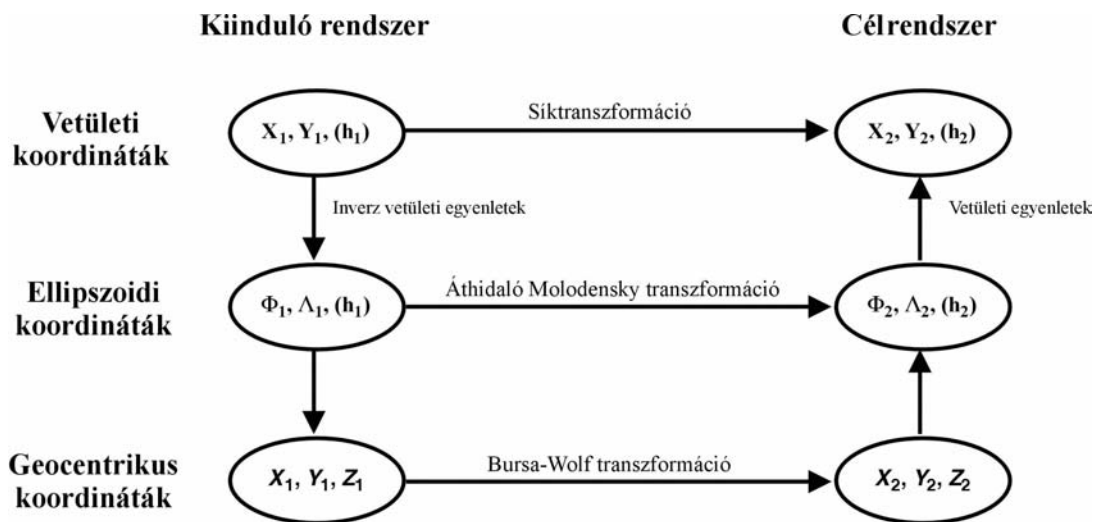 Kiinduló rendszer
Célrendszer
Vetületi
koordináták
X₁, Y₁, (h₁)
Síktranszformáció
X₂, Y₂, (h₂)
Inverz vetületi egyenletek
Vetületi egyenletek
Ellipszoidi
koordináták
Φ₁, Λ₁, (h₁)
Áthidaló Molodensky transzformáció
Φ₂, Λ₂, (h₂)
Geocentrikus
koordináták
X₁, Y₁, Z₁
Bursa-Wolf transzformáció
X₂, Y₂, Z₂